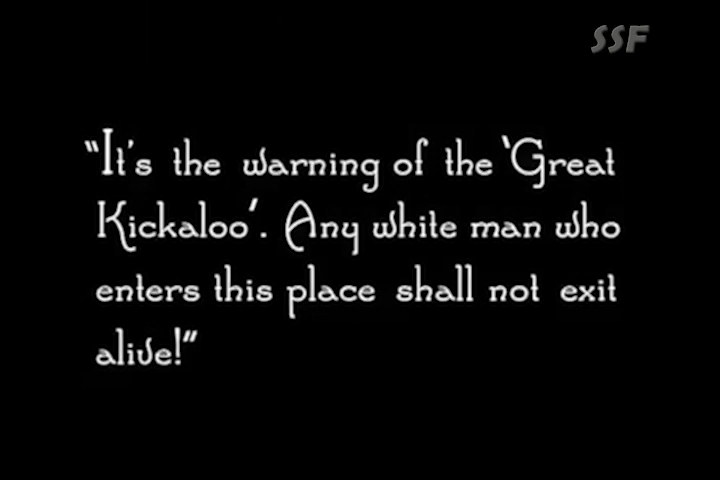 SSF
"It's the warning of the 'Great
Kickaloo'. Any white man who
enters this place shall not exit
alive!"